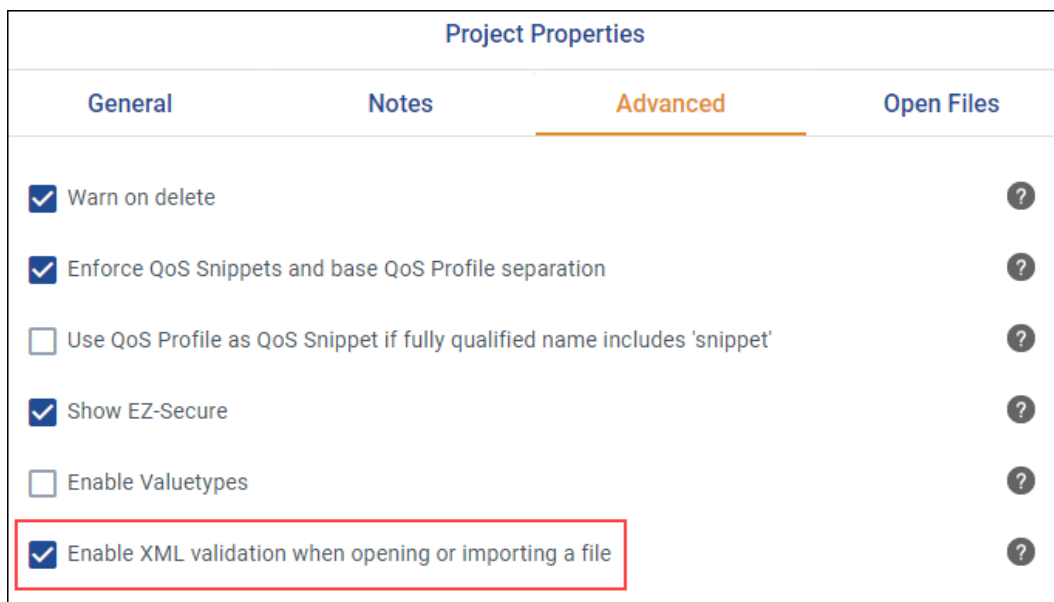 Project Properties
General Notes Advanced Open Files
Warn on delete ?
Enforce QoS Snippets and base QoS Profile separation ?
Use QoS Profile as QoS Snippet if fully qualified name includes 'snippet' ?
Show EZ-Secure ?
Enable Valuetypes ?
Enable XML validation when opening or importing a file ?